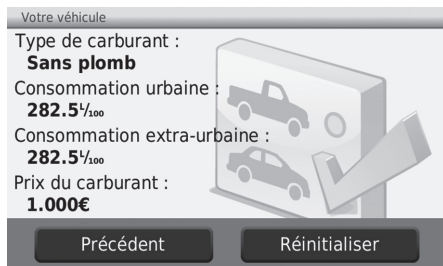 Votre véhicule
Type de carburant :
Sans plomb
Consommation urbaine :
282.5 L/100
Consommation extra-urbaine :
282.5 L/100
Prix du carburant :
1.000€
Précédent Réinitialiser